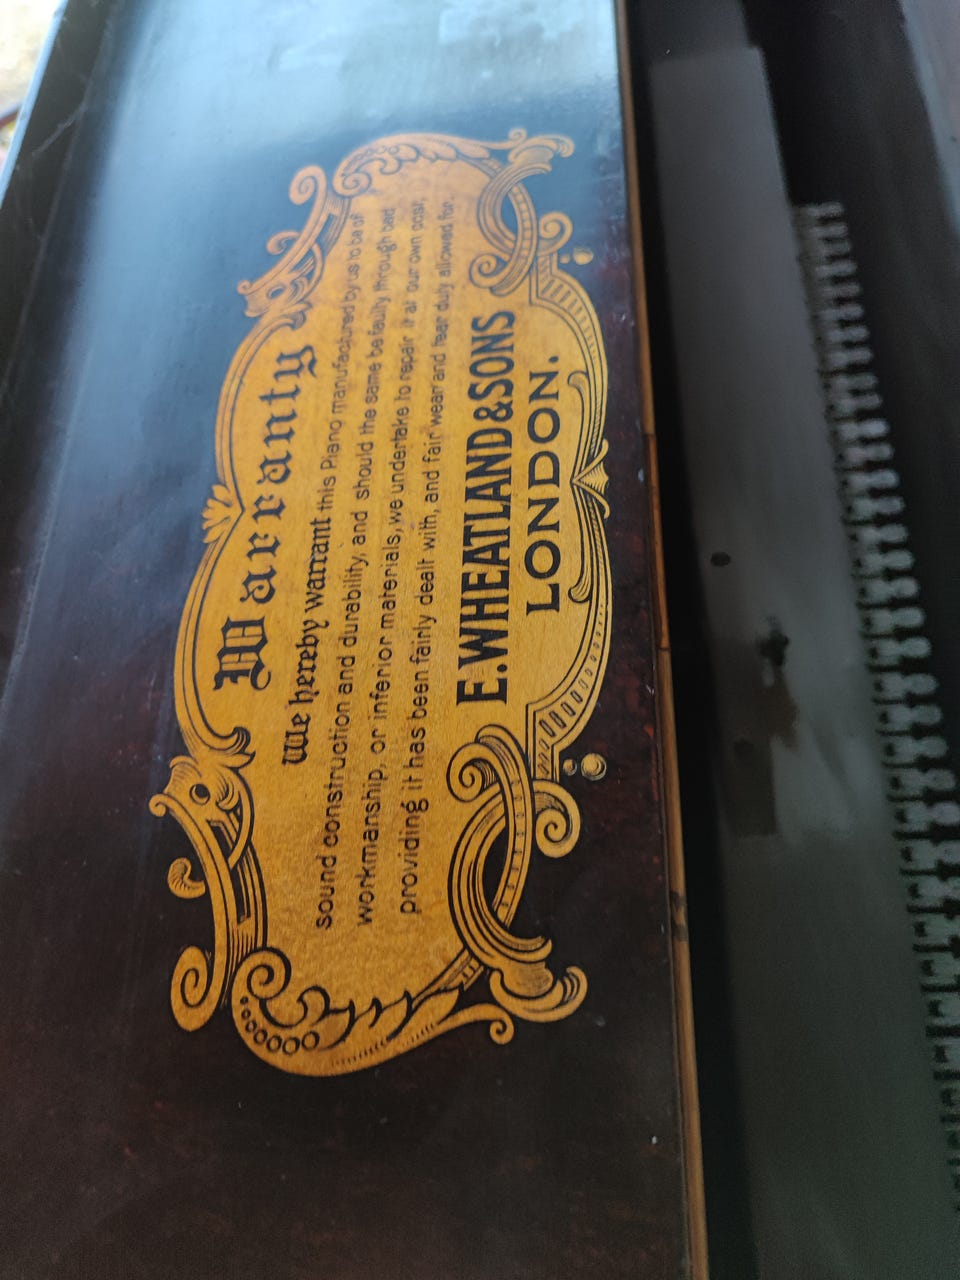 Warranty
We hereby warrant this Piano manufactured by us to be of
sound construction and durability, and should the same be faulty through bad
workmanship, or inferior materials, we undertake to repair it at our own cost,
providing it has been fairly dealt with, and fair wear and tear duly allowed for.
E.WHEATLAND&SONS
LONDON.